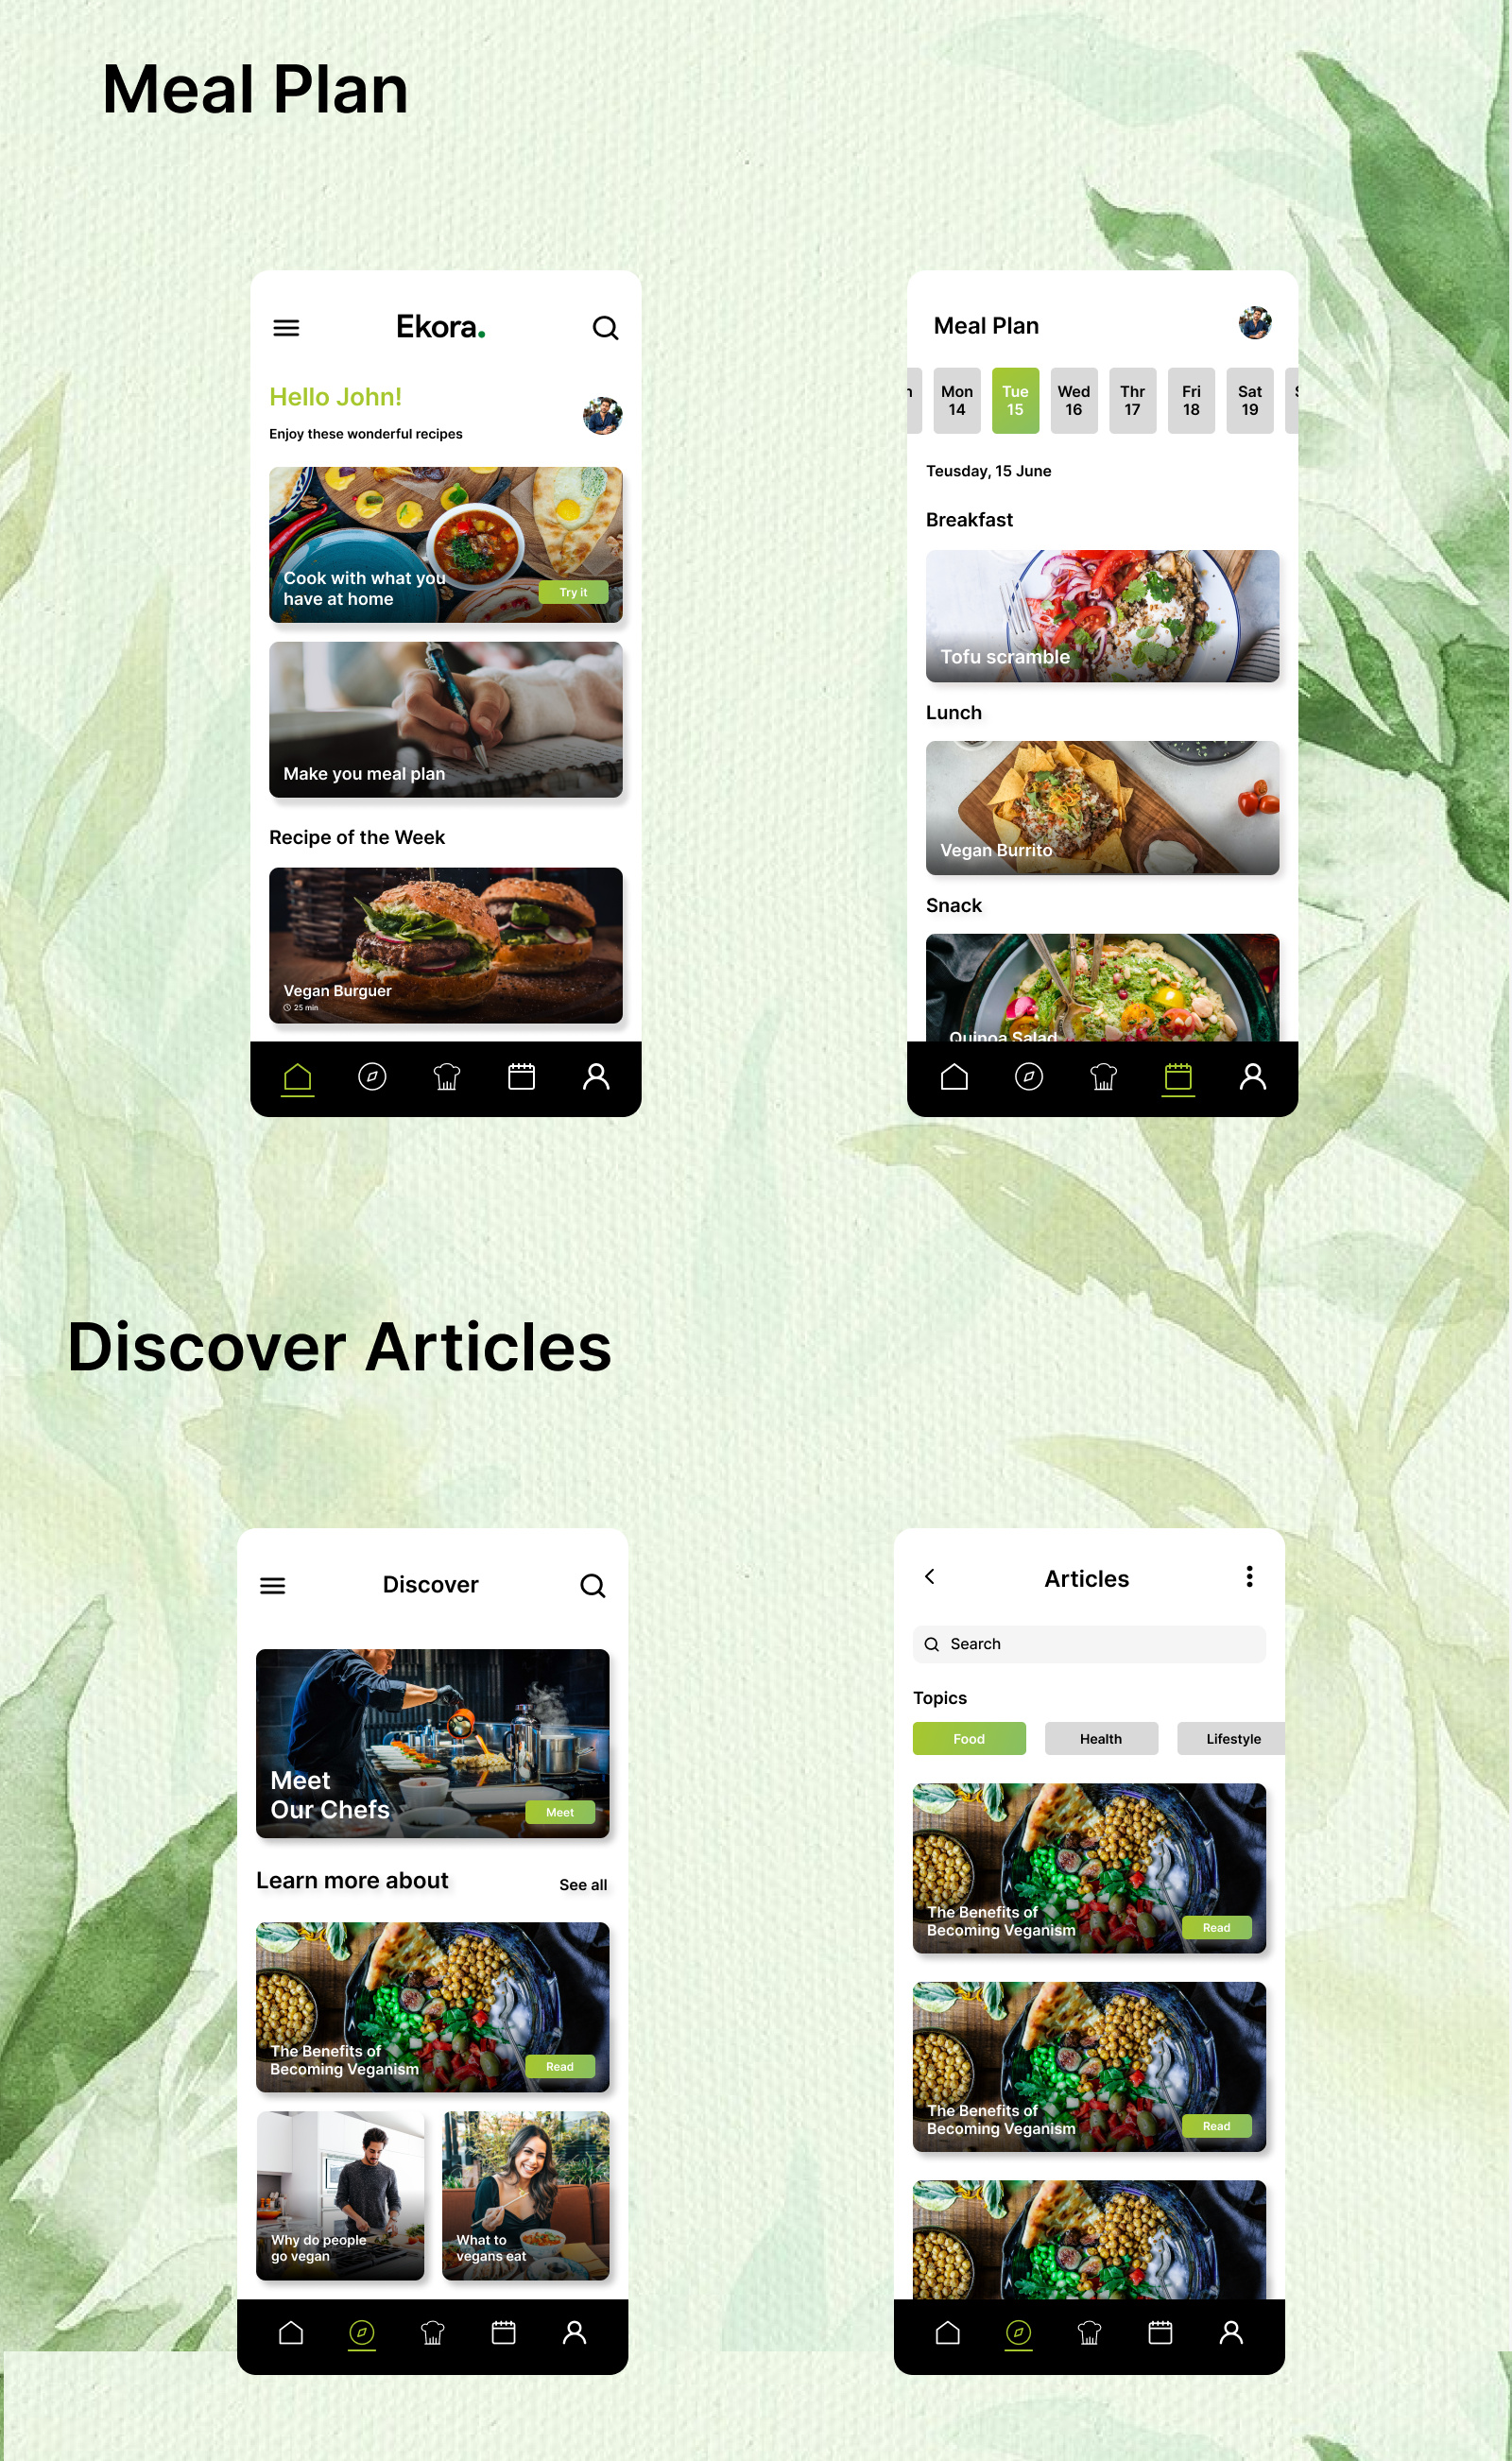 Meal Plan
Ekora.
Hello John!
Enjoy these wonderful recipes
Cook with what you
have at home
Try it
Make you meal plan
Recipe of the Week
Vegan Burguer
25 min
Meal Plan
Mon
14
Tue
15
Wed
16
Thr
17
Fri
18
Sat
19
Teusday, 15 June
Breakfast
Tofu scramble
Lunch
Vegan Burrito
Snack
Quinoa Salad
Discover Articles
Discover
Meet
Our Chefs
Meet
Learn more about
See all
The Benefits of
Becoming Veganism
Read
Why do people
go vegan
What to
vegans eat
Articles
Search
Topics
Food
Health
Lifestyle
The Benefits of
Becoming Veganism
Read
The Benefits of
Becoming Veganism
Read